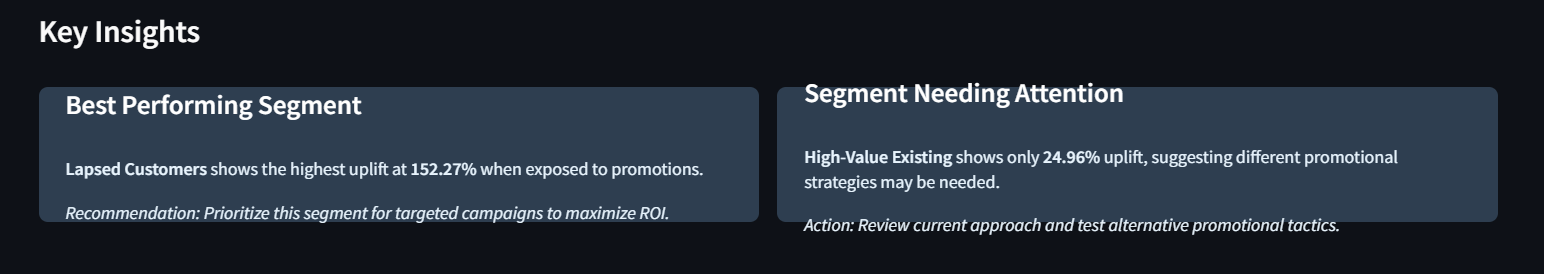 Key Insights
Best Performing Segment
Lapsed Customers shows the highest uplift at 152.27% when exposed to promotions.
Recommendation: Prioritize this segment for targeted campaigns to maximize ROI.
Segment Needing Attention
High-Value Existing shows only 24.96% uplift, suggesting different promotional
strategies may be needed.
Action: Review current approach and test alternative promotional tactics.